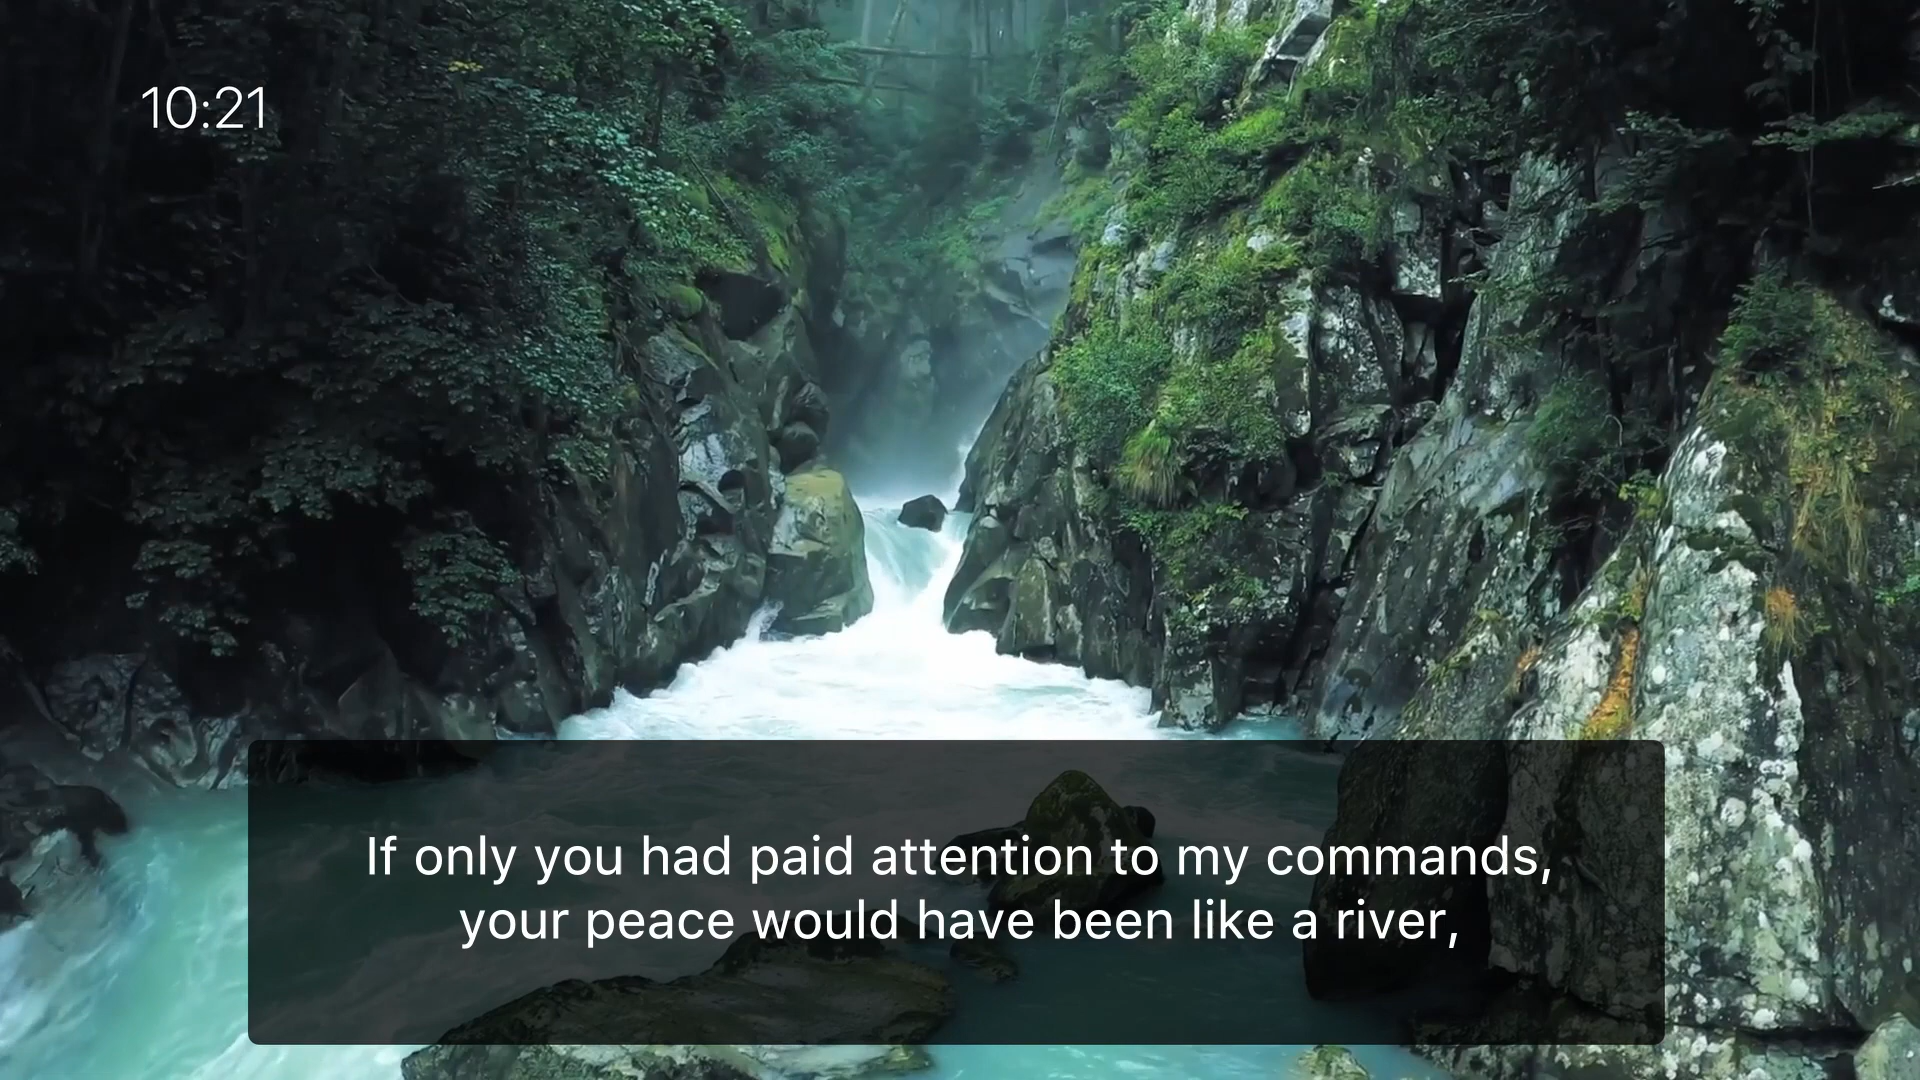 10:21
If only you had paid attention to my commands,
your peace would have been like a river,